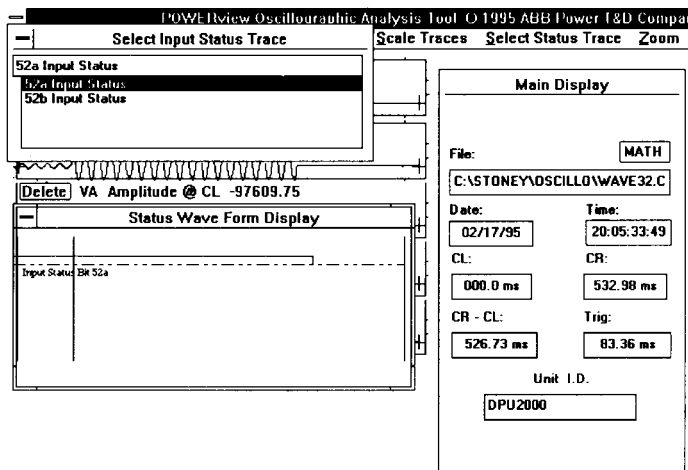 POWERview Oscillographic Analysis Tool © 1995 ABB Power T&D Compa
Select Input Status Trace
Scale Traces Select Status Trace Zoom
52a Input Status
52a Input Status
52b Input Status
Delete VA Amplitude @ CL -97609.75
Status Wave Form Display
Input Status Bit 52a
Main Display
File: MATH
C:\STONEY\OSCILLO\WAVE32.C
Date: Time:
02/17/95 20:05:33:49
CL: CR:
000.0 ms 532.98 ms
CR - CL: Trig:
526.73 ms 83.36 ms
Unit I.D.
DPU2000